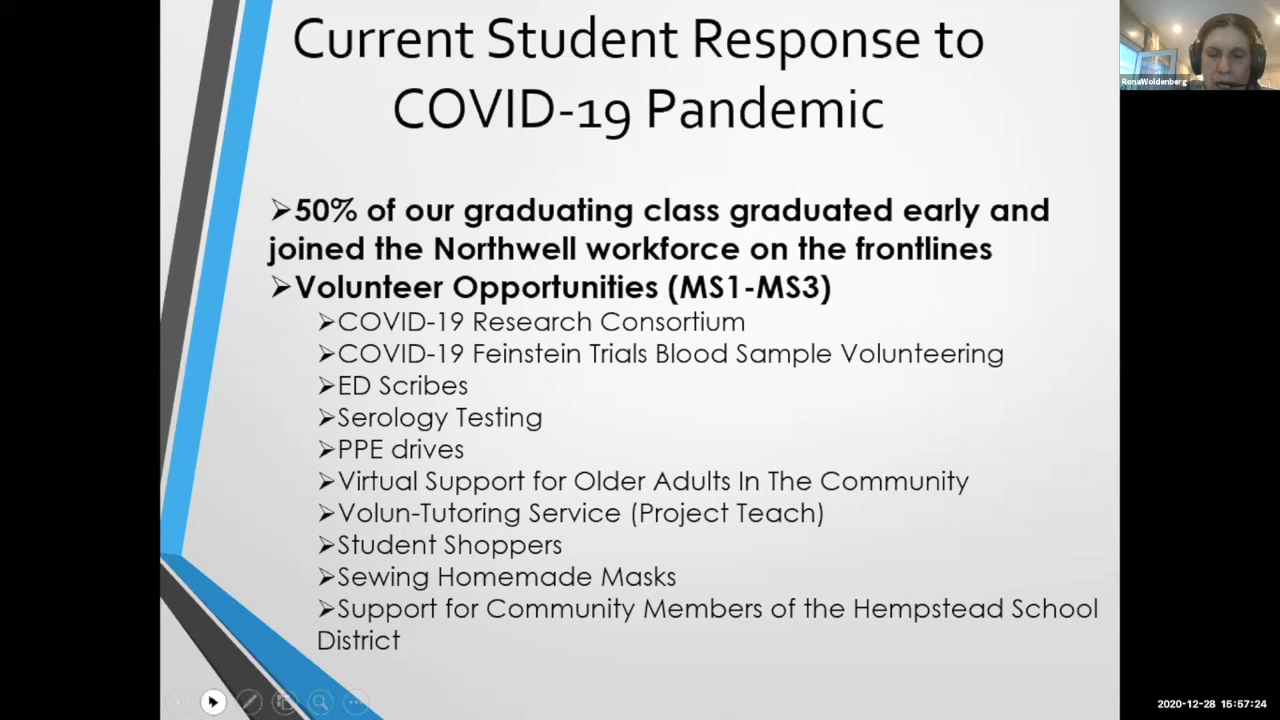 Current Student Response to
COVID-19 Pandemic
RonaWoldenberg
➢50% of our graduating class graduated early and
joined the Northwell workforce on the frontlines
➢Volunteer Opportunities (MS1-MS3)
➢COVID-19 Research Consortium
➢COVID-19 Feinstein Trials Blood Sample Volunteering
➢ED Scribes
➢Serology Testing
➢PPE drives
➢Virtual Support for Older Adults In The Community
➢Volun-Tutoring Service (Project Teach)
➢Student Shoppers
➢Sewing Homemade Masks
➢Support for Community Members of the Hempstead School
District
2020-12-28 15:57:24